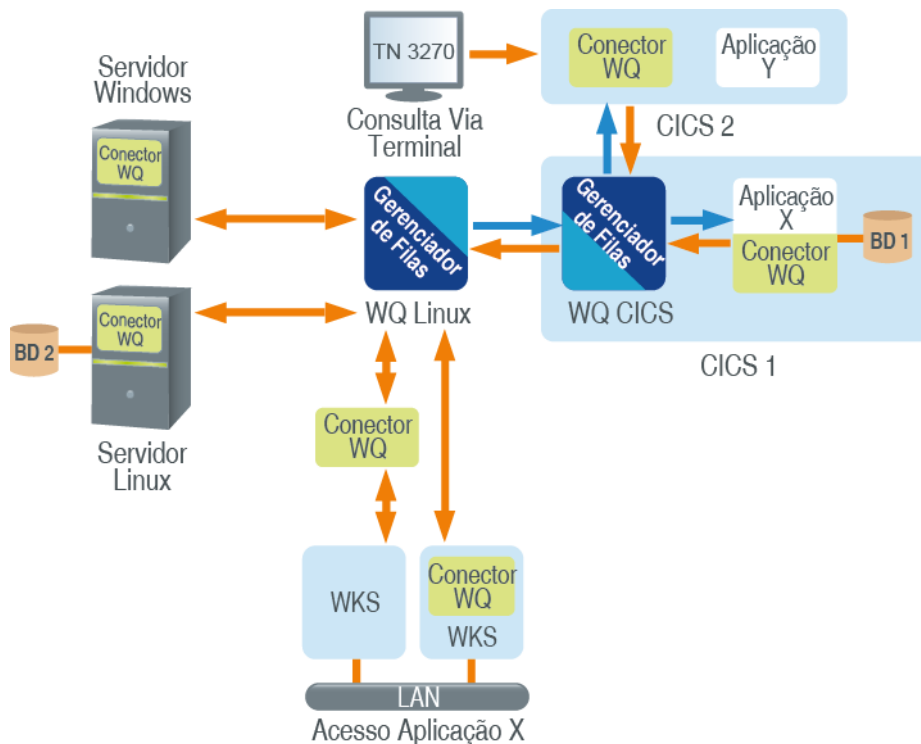 TN 3270
Consulta Via
Terminal
Conector
WQ
Aplicação
Y
CICS 2
Servidor
Windows
Conector
WQ
Gerenciador
de Filas
WQ Linux
Gerenciador
de Filas
WQ CICS
Aplicação
X
Conector
WQ
BD 1
CICS 1
BD 2
Conector
WQ
Servidor
Linux
Conector
WQ
WKS
Conector
WQ
WKS
LAN
Acesso Aplicação X